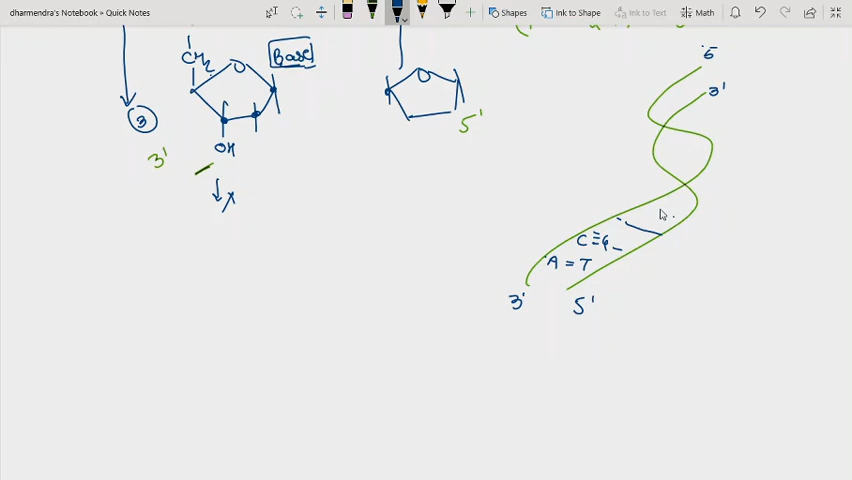 dharmendra's Notebook » Quick Notes
Shapes
Ink to Shape
Ink to Text
Math
CH2
O
Base
O
5
3'
3
OH
5'
3'
x
C≡G
A=T
3'
5'